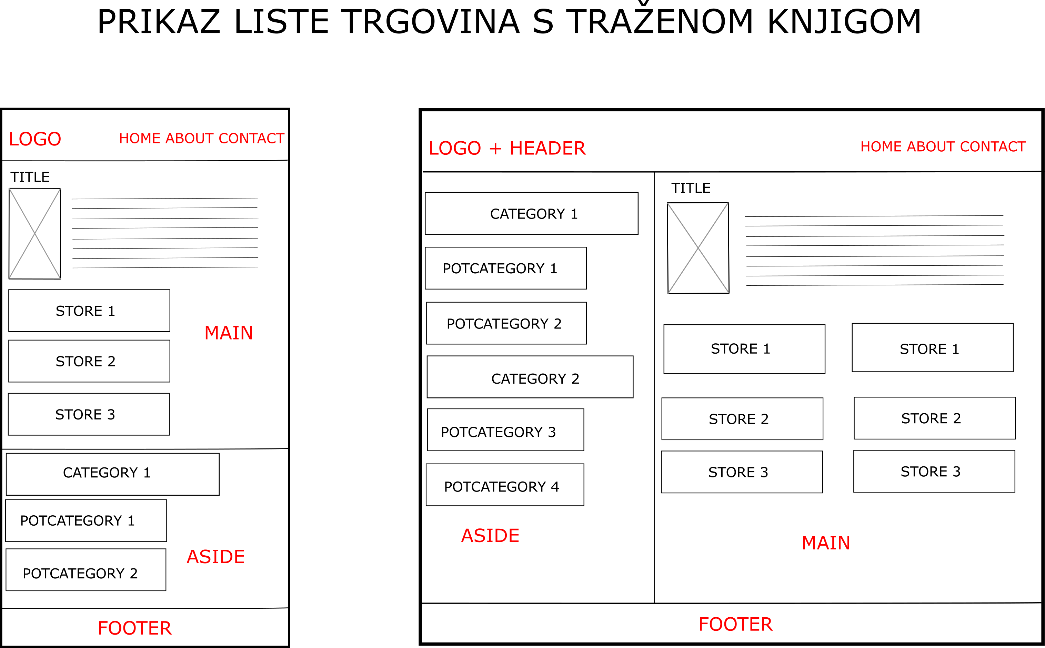 PRIKAZ LISTE TRGOVINA S TRAŽENOM KNJIGOM
LOGO
HOME ABOUT CONTACT
TITLE
STORE 1
STORE 2
STORE 3
MAIN
CATEGORY 1
POTCATEGORY 1
POTCATEGORY 2
ASIDE
FOOTER
LOGO + HEADER
HOME ABOUT CONTACT
CATEGORY 1
POTCATEGORY 1
POTCATEGORY 2
CATEGORY 2
POTCATEGORY 3
POTCATEGORY 4
ASIDE
TITLE
STORE 1 STORE 1
STORE 2 STORE 2
STORE 3 STORE 3
MAIN
FOOTER